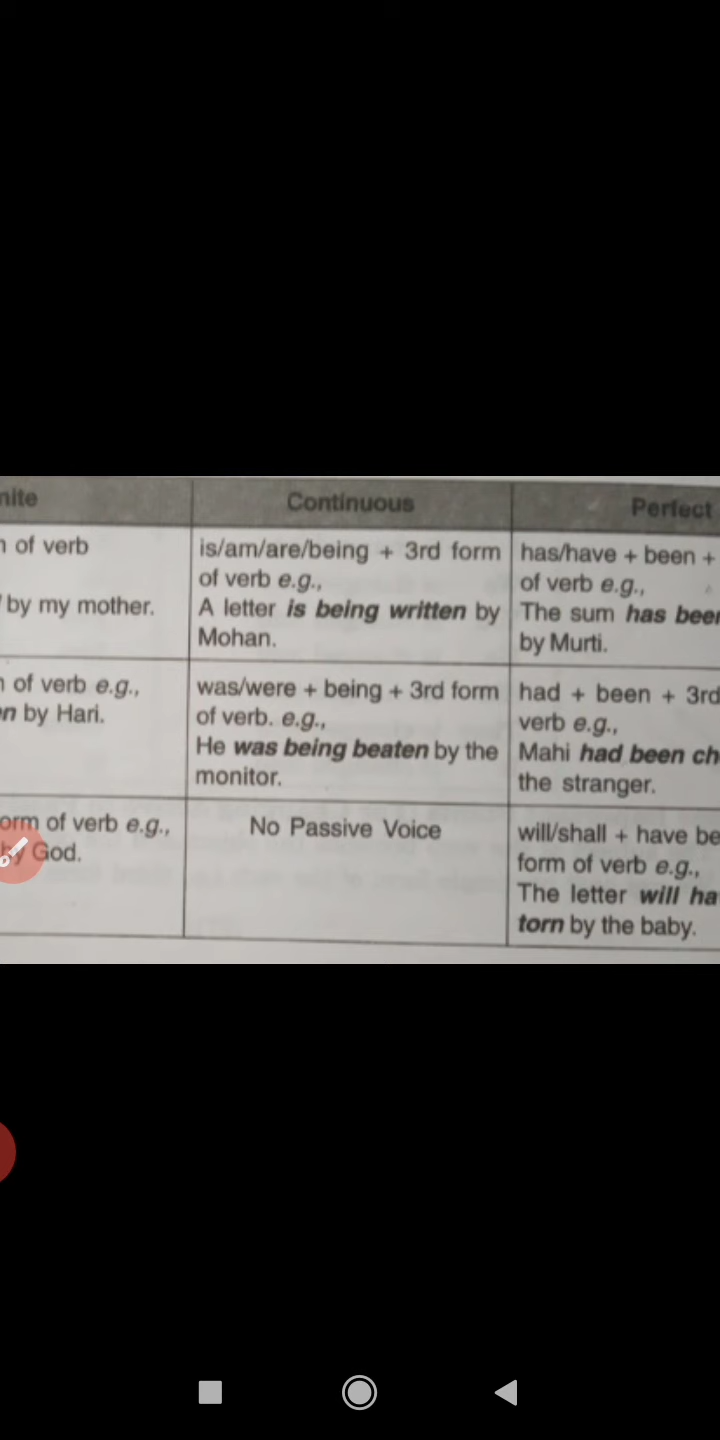 Continuous
Perfect
of verb
by my mother.
is/am/are/being + 3rd form
of verb e.g.,
A letter is being written by
Mohan.
has/have + been +
of verb e.g.,
The sum has been
by Murti.
of verb e.g.,
by Hari.
was/were + being + 3rd form
of verb. e.g.,
He was being beaten by the
monitor.
had + been + 3rd
verb e.g.,
Mahi had been
the stranger.
of verb e.g.,
by God.
No Passive Voice
will/shall + have
form of verb e.g.,
The letter will
torn by the baby.